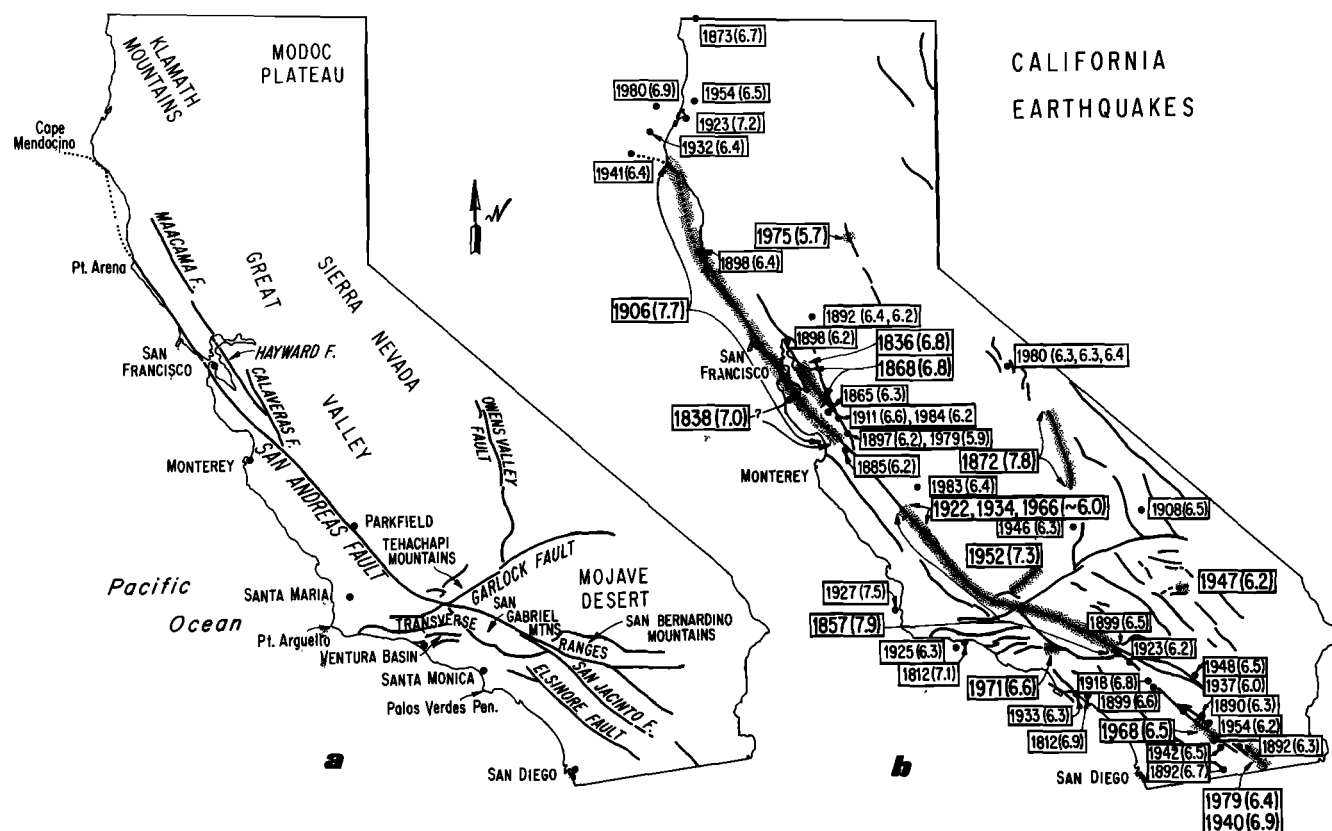 KLAMATH
MOUNTAINS
MODOC
PLATEAU
Cape
Mendocino
MAACAMA F.
Pt. Arena
GREAT
VALLEY
SIERRA
NEVADA
N
SAN
FRANCISCO
HAYWARD F.
CALAVERAS F.
OWENS VALLEY
FAULT
MONTEREY
SAN ANDREAS FAULT
PARKFIELD
TEHACHAPI
MOUNTAINS
GARLOCK FAULT
MOJAVE
DESERT
Pacific
Ocean
SANTA MARIA
SAN
GABRIEL
MTNS
SAN BERNARDINO
MOUNTAINS
TRANSVERSE
RANGES
Pt. Arguello
VENTURA BASIN
SANTA MONICA
Palos Verdes Pen.
SAN JACINTO F.
ELSINORE FAULT
SAN DIEGO
a
CALIFORNIA
EARTHQUAKES
1873(6.7)
1980(6.9)
1954(6.5)
1923(7.2)
1932(6.4)
1941(6.4)
1975(5.7)
1898(6.4)
1906(7.7)
1892(6.4, 6.2)
1898(6.2)
1836(6.8)
1868(6.8)
1980(6.3, 6.3, 6.4
SAN
FRANCISCO
1865(6.3)
1838(7.0)
?
1911(6.6), 1984(6.2
1897(6.2), 1979(5.9)
1885(6.2)
1872(7.8)
MONTEREY
1983(6.4)
1922, 1934, 1966(~6.0)
1946(6.3)
1908(6.5)
1952(7.3)
1947(6.2)
1927(7.5)
1857(7.9)
1899(6.5)
1923(6.2)
1925(6.3)
1812(7.1)
1948(6.5)
1937(6.0)
1971(6.6)
1918(6.8)
1899(6.6)
1890(6.3)
1933(6.3)
1968(6.5)
1954(6.2)
1812(6.9)
1942(6.5)
1892(6.3)
1892(6.7)
SAN DIEGO
1979(6.4)
1940(6.9)
b